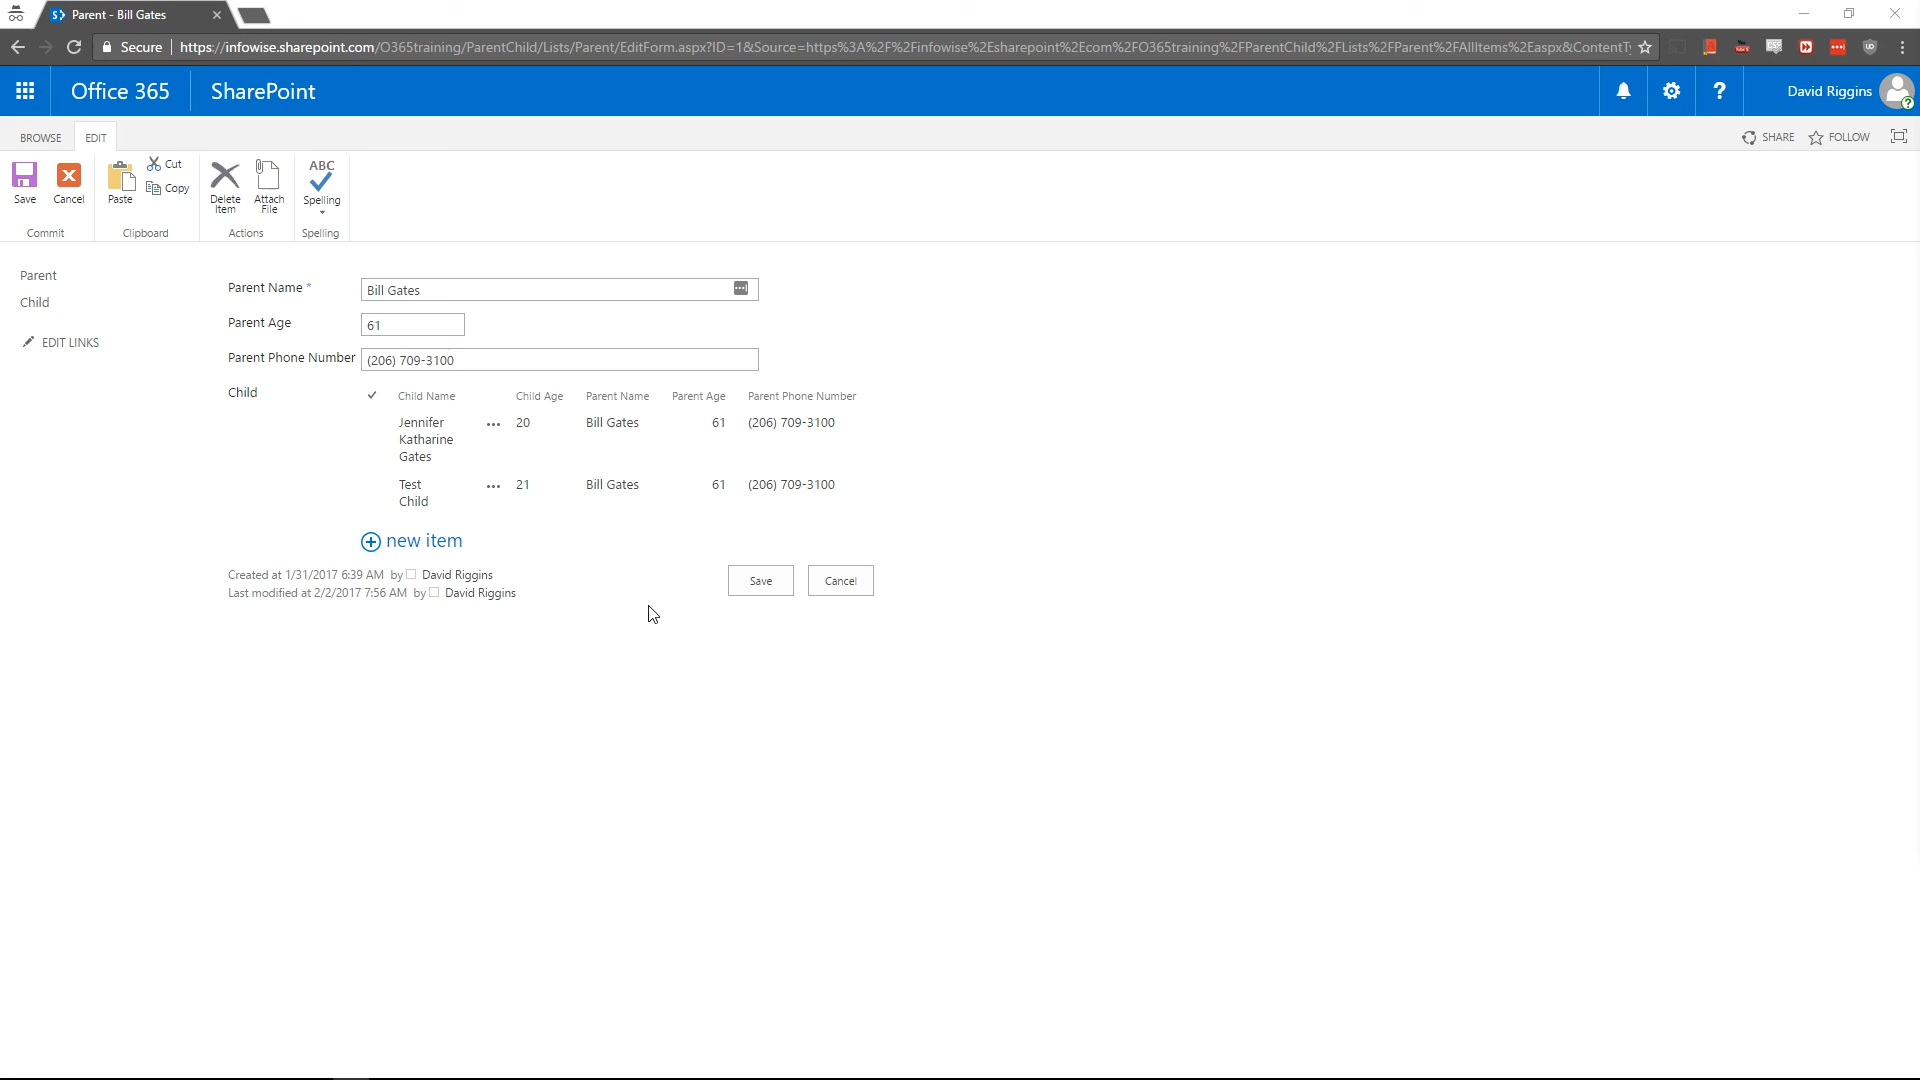 Parent - Bill Gates
Secure https://infowise.sharepoint.com/O365training/ParentChild/Lists/Parent/EditForm.aspx?ID=1&Source=https%3A%2F%2Finfowise%2Esharepoint%2Ecom%2FO365training%2FParentChild%2FLists%2FParent%2FAllItems%2Easpx&ContentTy
Office 365 SharePoint ? David Riggins
BROWSE EDIT SHARE FOLLOW
Save Cancel Paste Cut Copy Delete Item Attach File ABC Spelling
Commit Clipboard Actions Spelling
Parent
Child
EDIT LINKS
Parent Name * Bill Gates
Parent Age 61
Parent Phone Number (206) 709-3100
Child Child Name Child Age Parent Name Parent Age Parent Phone Number
Jennifer ... 20 Bill Gates 61 (206) 709-3100
Katharine
Gates
Test ... 21 Bill Gates 61 (206) 709-3100
Child
new item
Created at 1/31/2017 6:39 AM by David Riggins
Last modified at 2/2/2017 7:56 AM by David Riggins
Save Cancel